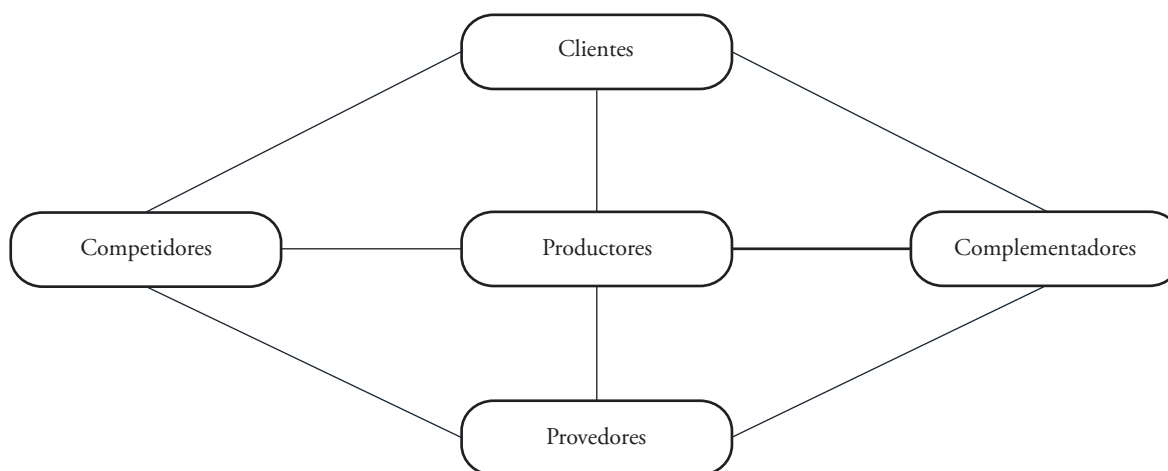 Clientes
Competidores
Productores
Complementadores
Provedores